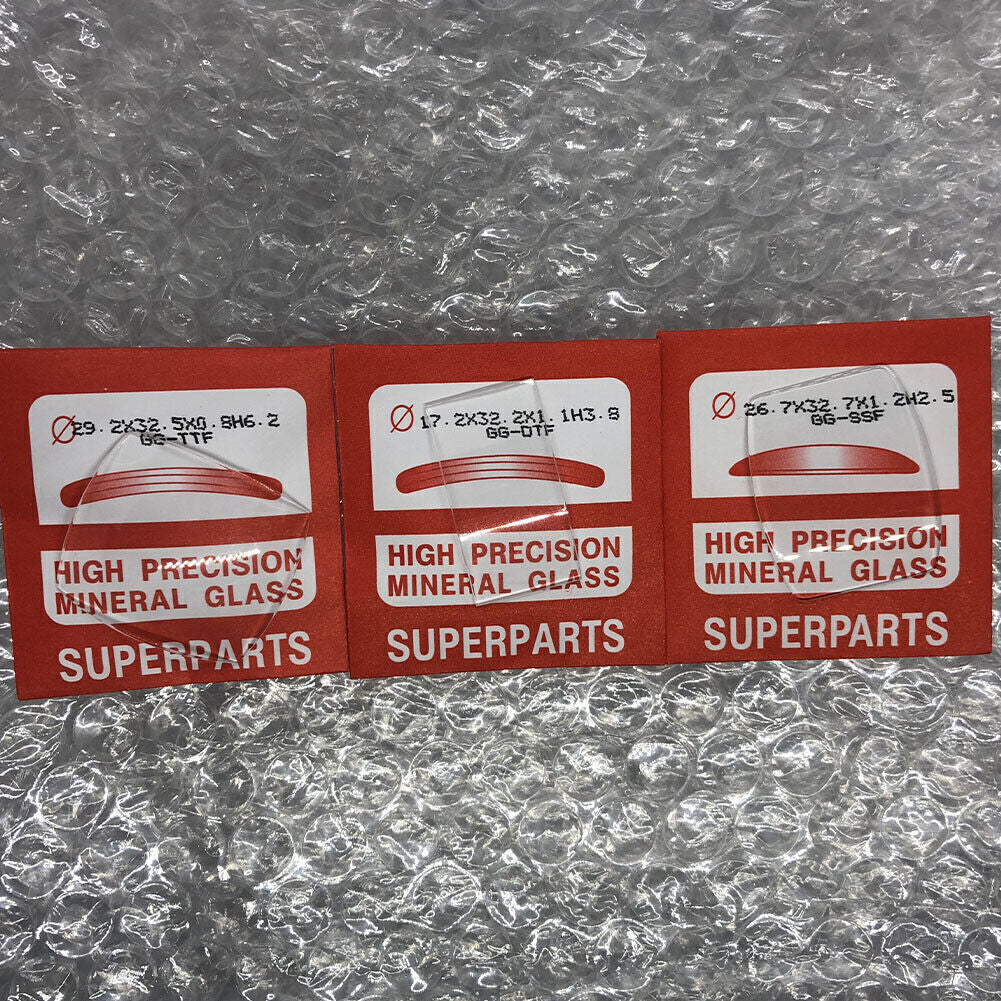 Ø29.2X32.5X0.8H6.2
GG-TTF
HIGH PRECISION
MINERAL GLASS
SUPERPARTS
Ø 17.2X32.2X1.1H3.8
GG-DTF
HIGH PRECISION
MINERAL GLASS
SUPERPARTS
Ø 26.7X32.7X1.2H2.5
GG-SSF
HIGH PRECISION
MINERAL GLASS
SUPERPARTS